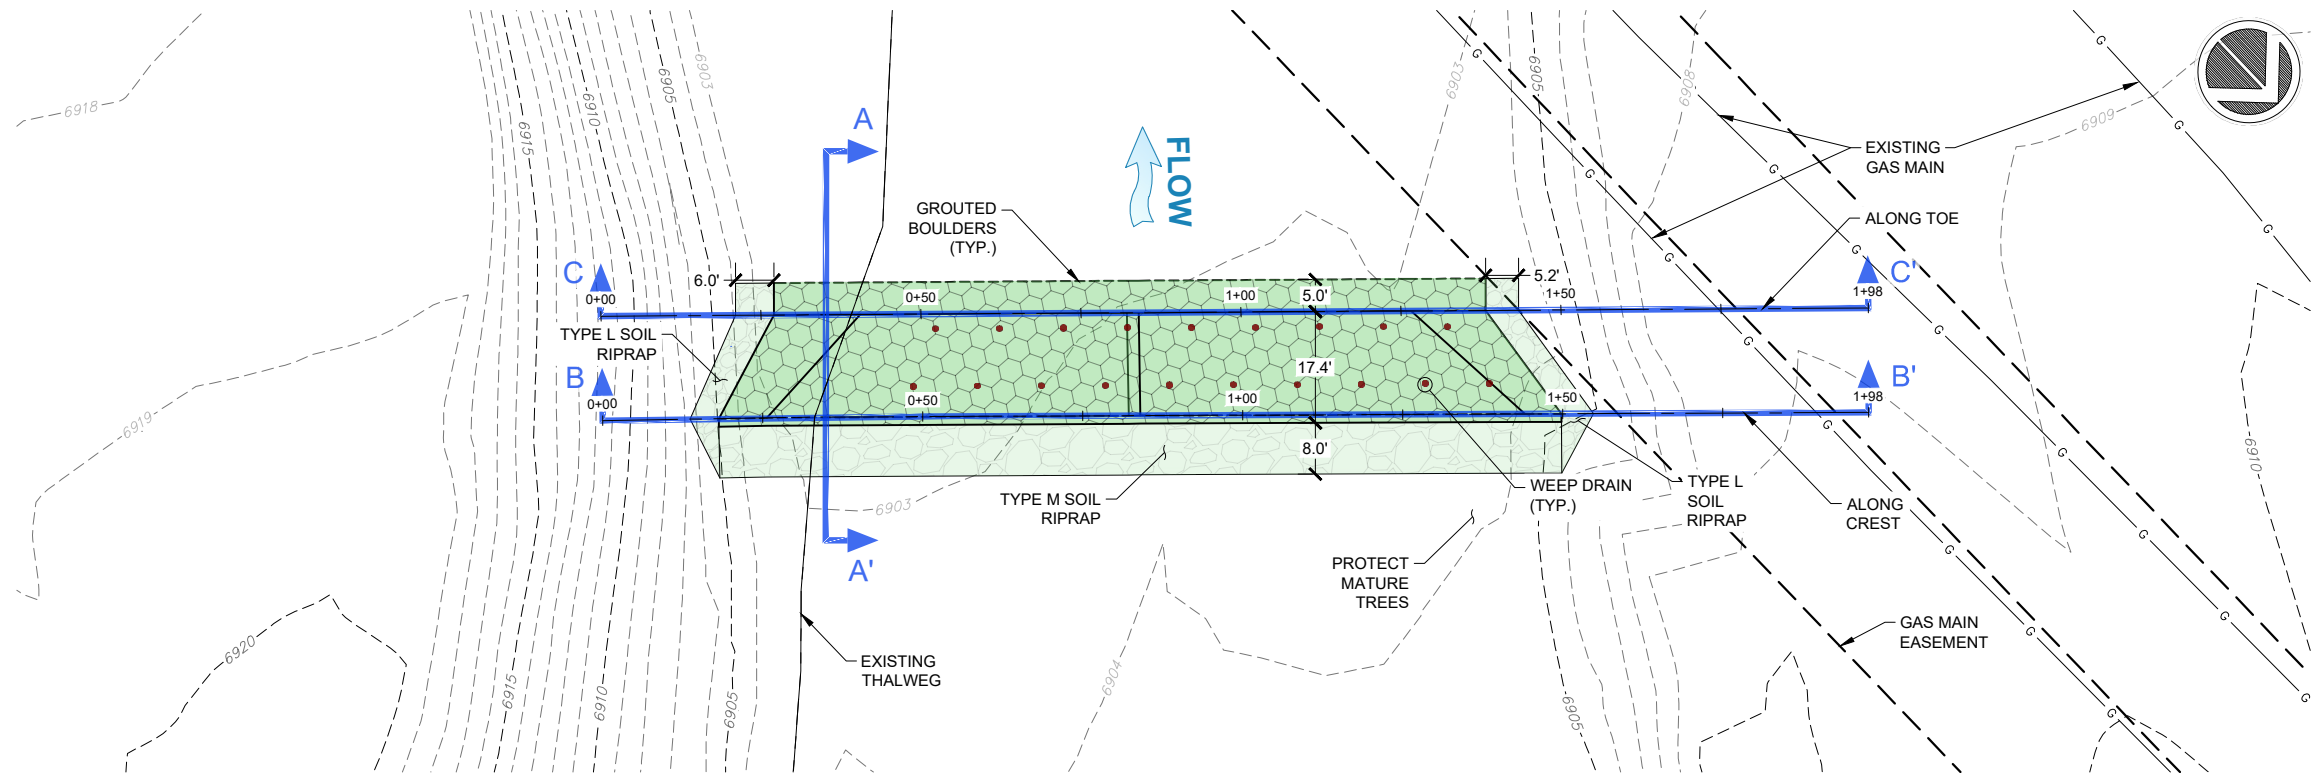 6918
6915
6910
6905
6903
A
FLOW
6903
6905
6908
G
G
G
G
G
6909
EXISTING
GAS MAIN
ALONG TOE
G
G
G
G
GROUTED
BOULDERS
(TYP.)
C
0+00
6.0'
0+50
1+00
5.0'
5.2'
1+50
C'
1+98
TYPE L SOIL
RIPRAP
B
0+00
0+50
1+00
17.4'
1+50
B'
1+98
G
G
8.0'
6919
6903
TYPE M SOIL
RIPRAP
WEEP DRAIN
(TYP.)
TYPE L
SOIL
RIPRAP
ALONG
CREST
G
G
G
6910
A'
PROTECT
MATURE
TREES
G
6920
EXISTING
THALWEG
6904
GAS MAIN
EASEMENT
G
G
6915
6910
6905
6905
G
G